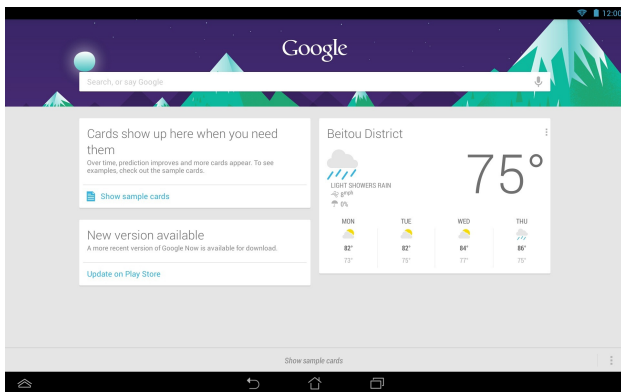 12:00
Google
Search, or say Google
Cards show up here when you need
them
Over time, prediction improves and more cards appear. To see
examples, check out the sample cards.
Show sample cards
New version available
A more recent version of Google Now is available for download.
Update on Play Store
Beitou District
75°
LIGHT SHOWERS RAIN
8mph
0%
MON TUE WED THU
82° 82° 84° 86°
73° 75° 77° 75°
Show sample cards